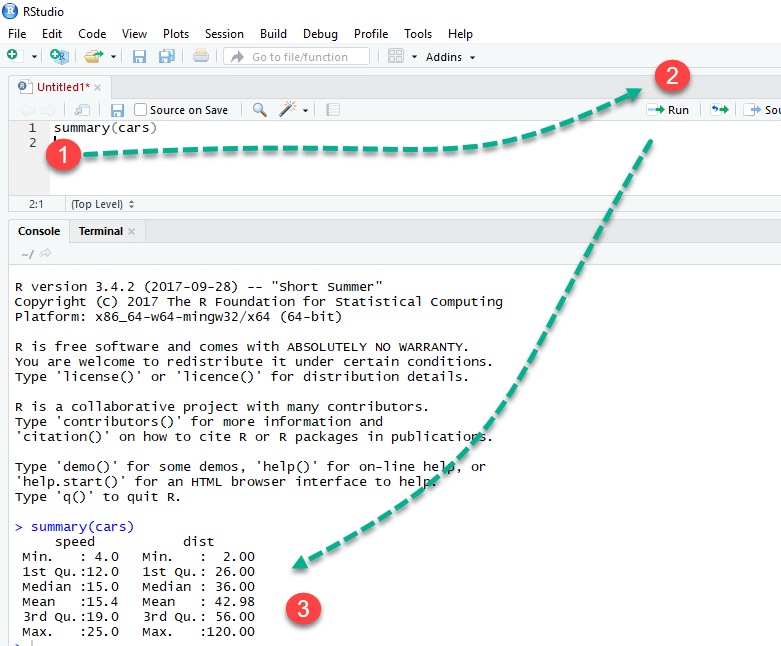 RStudio
File Edit Code View Plots Session Build Debug Profile Tools Help
Go to file/function Addins
Untitled1*
Source on Save Run Sou
2
1 summary(cars)
2
1
2:1 (Top Level)
Console Terminal
~/
R version 3.4.2 (2017-09-28) -- "Short Summer"
Copyright (C) 2017 The R Foundation for Statistical Computing
Platform: x86_64-w64-mingw32/x64 (64-bit)
R is free software and comes with ABSOLUTELY NO WARRANTY.
You are welcome to redistribute it under certain conditions.
Type 'license()' or 'licence()' for distribution details.
R is a collaborative project with many contributors.
Type 'contributors()' for more information and
'citation()' on how to cite R or R packages in publications.
Type 'demo()' for some demos, 'help()' for on-line help, or
'help.start()' for an HTML browser interface to help.
Type 'q()' to quit R.
> summary(cars)
speed dist
Min. : 4.0 Min. : 2.00
1st Qu.:12.0 1st Qu.: 26.00
Median :15.0 Median : 36.00
Mean :15.4 Mean : 42.98
3rd Qu.:19.0 3rd Qu.: 56.00
Max. :25.0 Max. :120.00
3
>